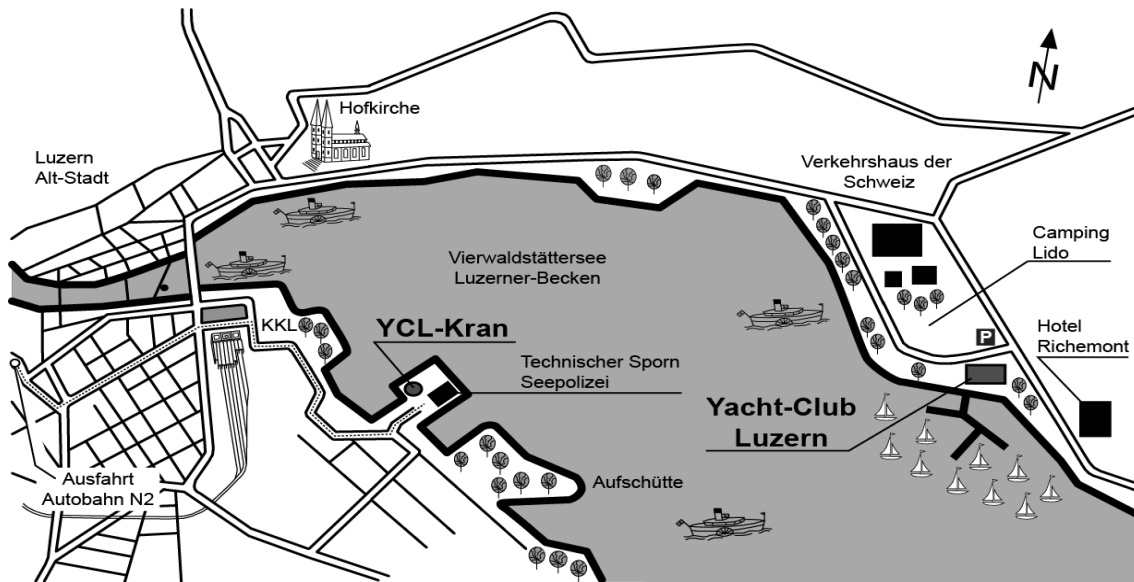 N
Hofkirche
Luzern
Alt-Stadt
Verkehrshaus der
Schweiz
Camping
Lido
Vierwaldstättersee
Luzerner-Becken
KKL
YCL-Kran
P
Hotel
Richemont
Technischer Sporn
Seepolizei
Yacht-Club
Luzern
Ausfahrt
Autobahn N2
Aufschütte